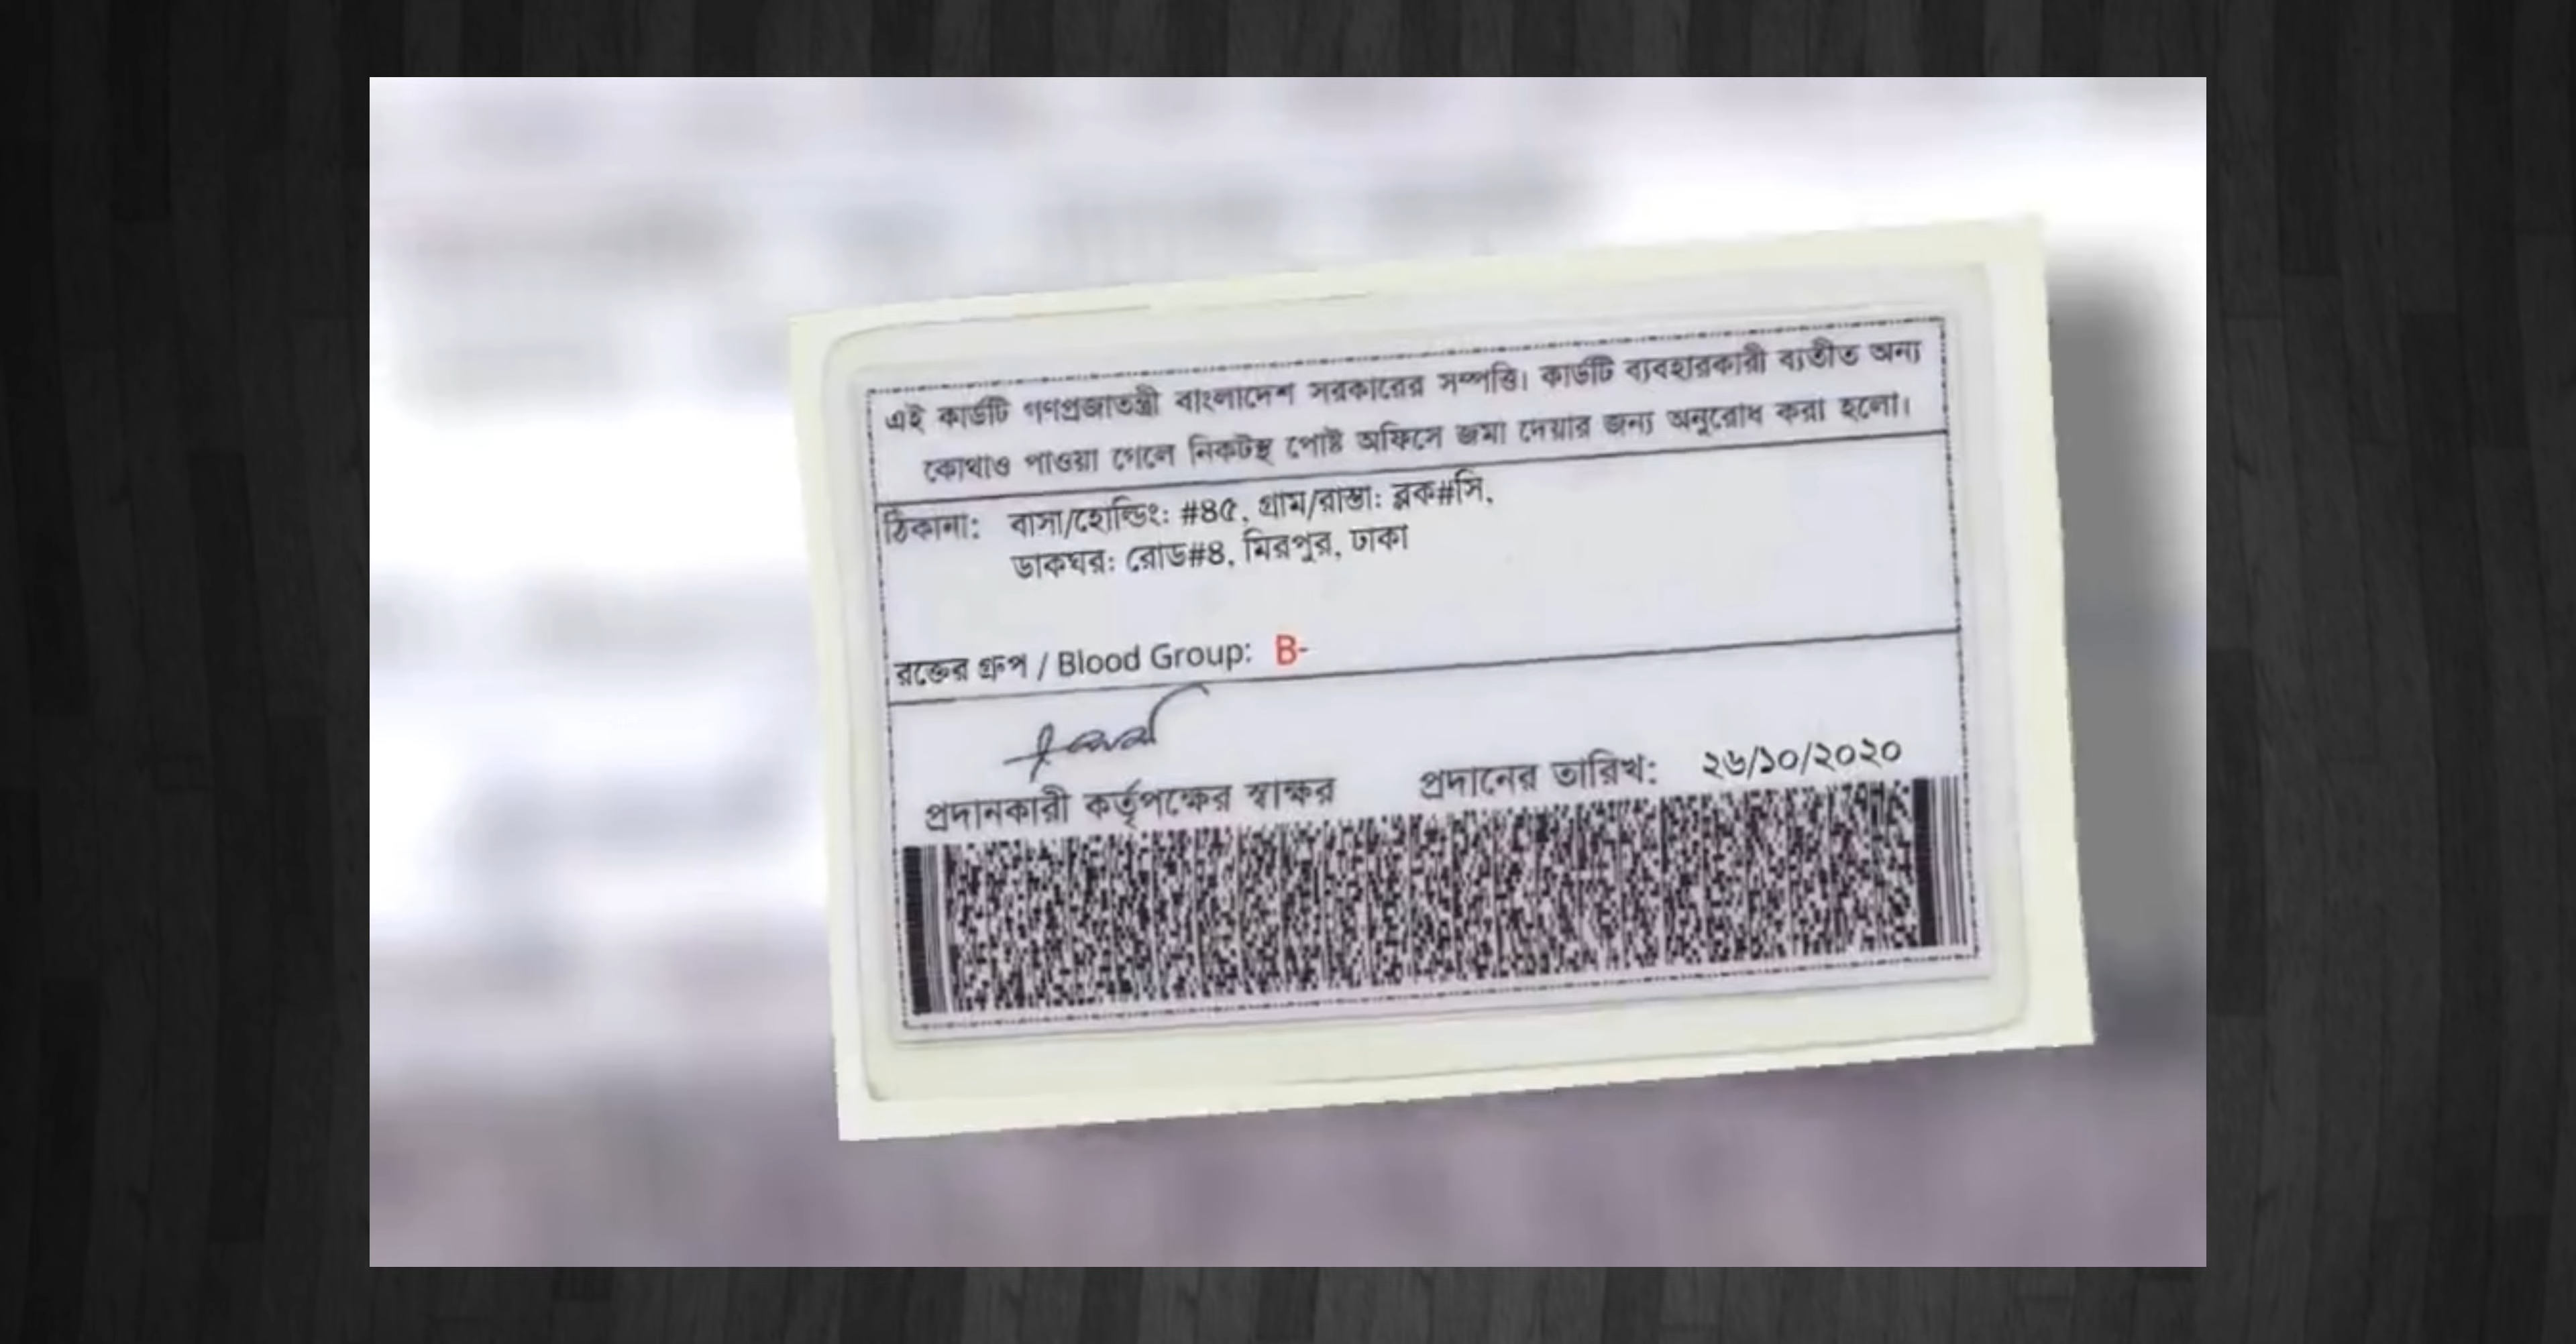 এই কার্ডটি গণপ্রজাতন্ত্রী বাংলাদেশ সরকারের সম্পত্তি। কার্ডটি ব্যবহারকারী ব্যতীত অন্য
কোথাও পাওয়া গেলে নিকটস্থ পোষ্ট অফিসে জমা দেয়ার জন্য অনুরোধ করা হলো।
ঠিকানা: বাসা/হোল্ডিং: #৪৫, গ্রাম/রাস্তা: ব্লক#সি,
ডাকঘর: রোড#৪, মিরপুর, ঢাকা
রক্তের গ্রুপ / Blood Group: B-
প্রদানকারী কর্তৃপক্ষের স্বাক্ষর প্রদানের তারিখ: ২৬/১০/২০২০